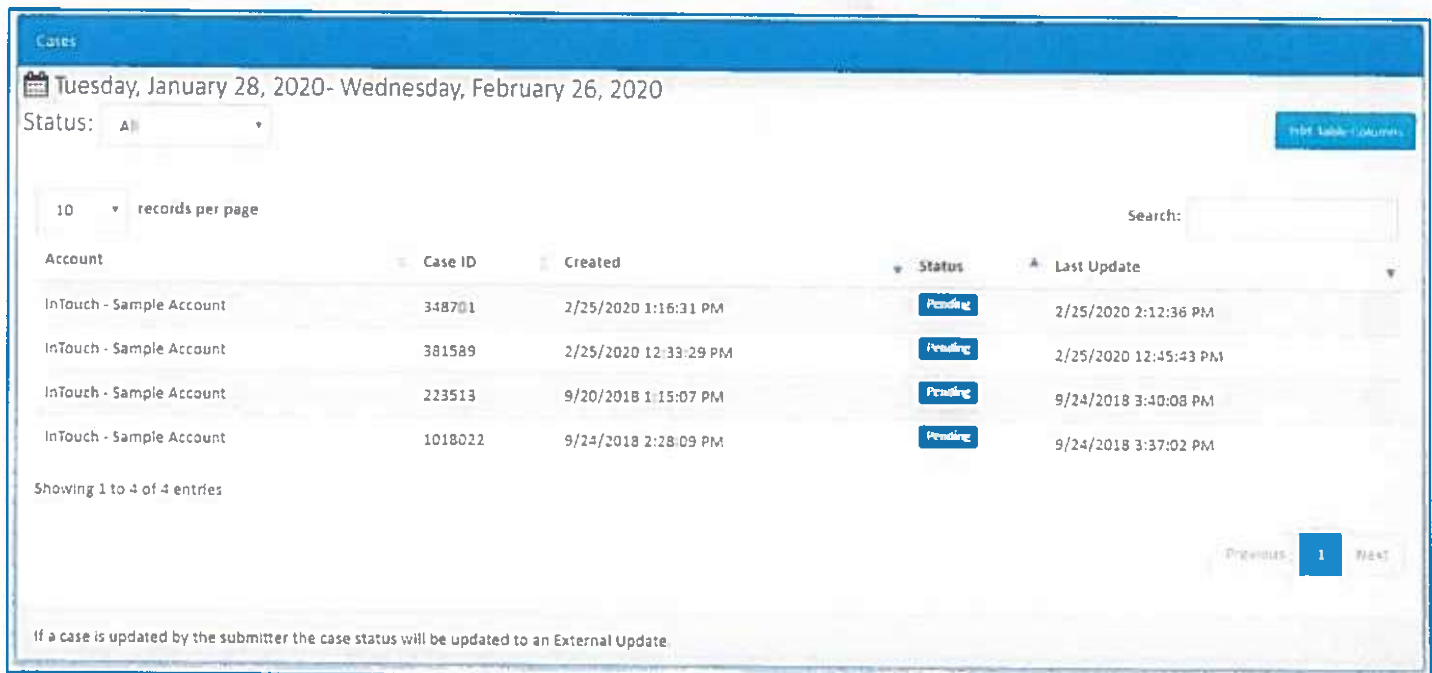 Cases
Tuesday, January 28, 2020- Wednesday, February 26, 2020
Status: All
Edit Table Columns
10 records per page
Search:
Account Case ID Created Status Last Update
InTouch - Sample Account 348701 2/25/2020 1:16:31 PM Pending 2/25/2020 2:12:36 PM
InTouch - Sample Account 381589 2/25/2020 12:33:29 PM Pending 2/25/2020 12:45:43 PM
InTouch - Sample Account 223513 9/20/2018 1:15:07 PM Pending 9/24/2018 3:40:08 PM
InTouch - Sample Account 1018022 9/24/2018 2:28:09 PM Pending 9/24/2018 3:37:02 PM
Showing 1 to 4 of 4 entries
Previous 1 Next
If a case is updated by the submitter the case status will be updated to an External Update.